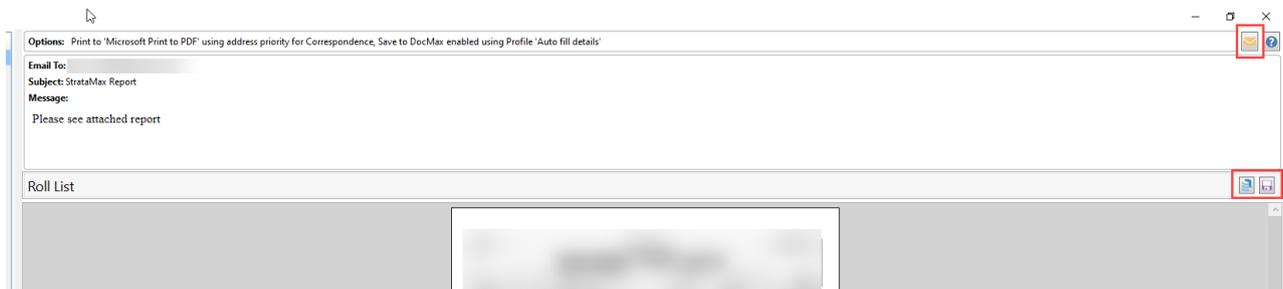 Options: Print to 'Microsoft Print to PDF' using address priority for Correspondence, Save to DocMax enabled using Profile 'Auto fill details'
Email To:
Subject: StrataMax Report
Message:
Please see attached report
Roll List